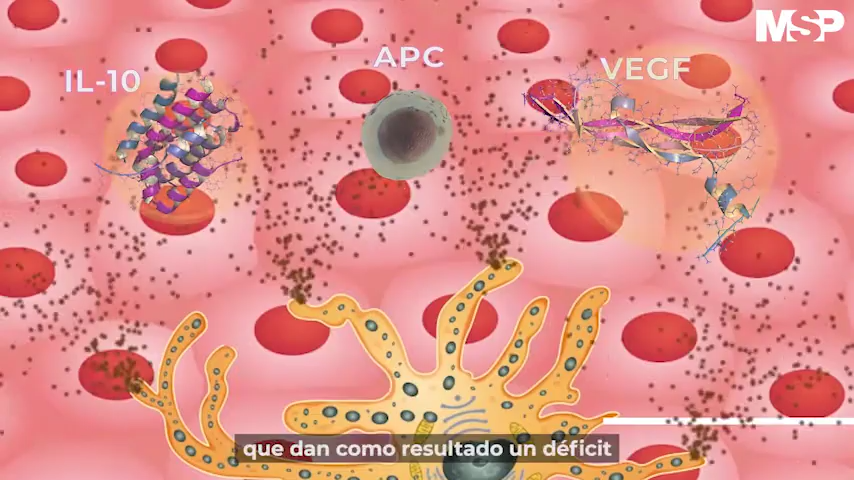 MSP
APC
IL-10
VEGF
que dan como resultado un déficit